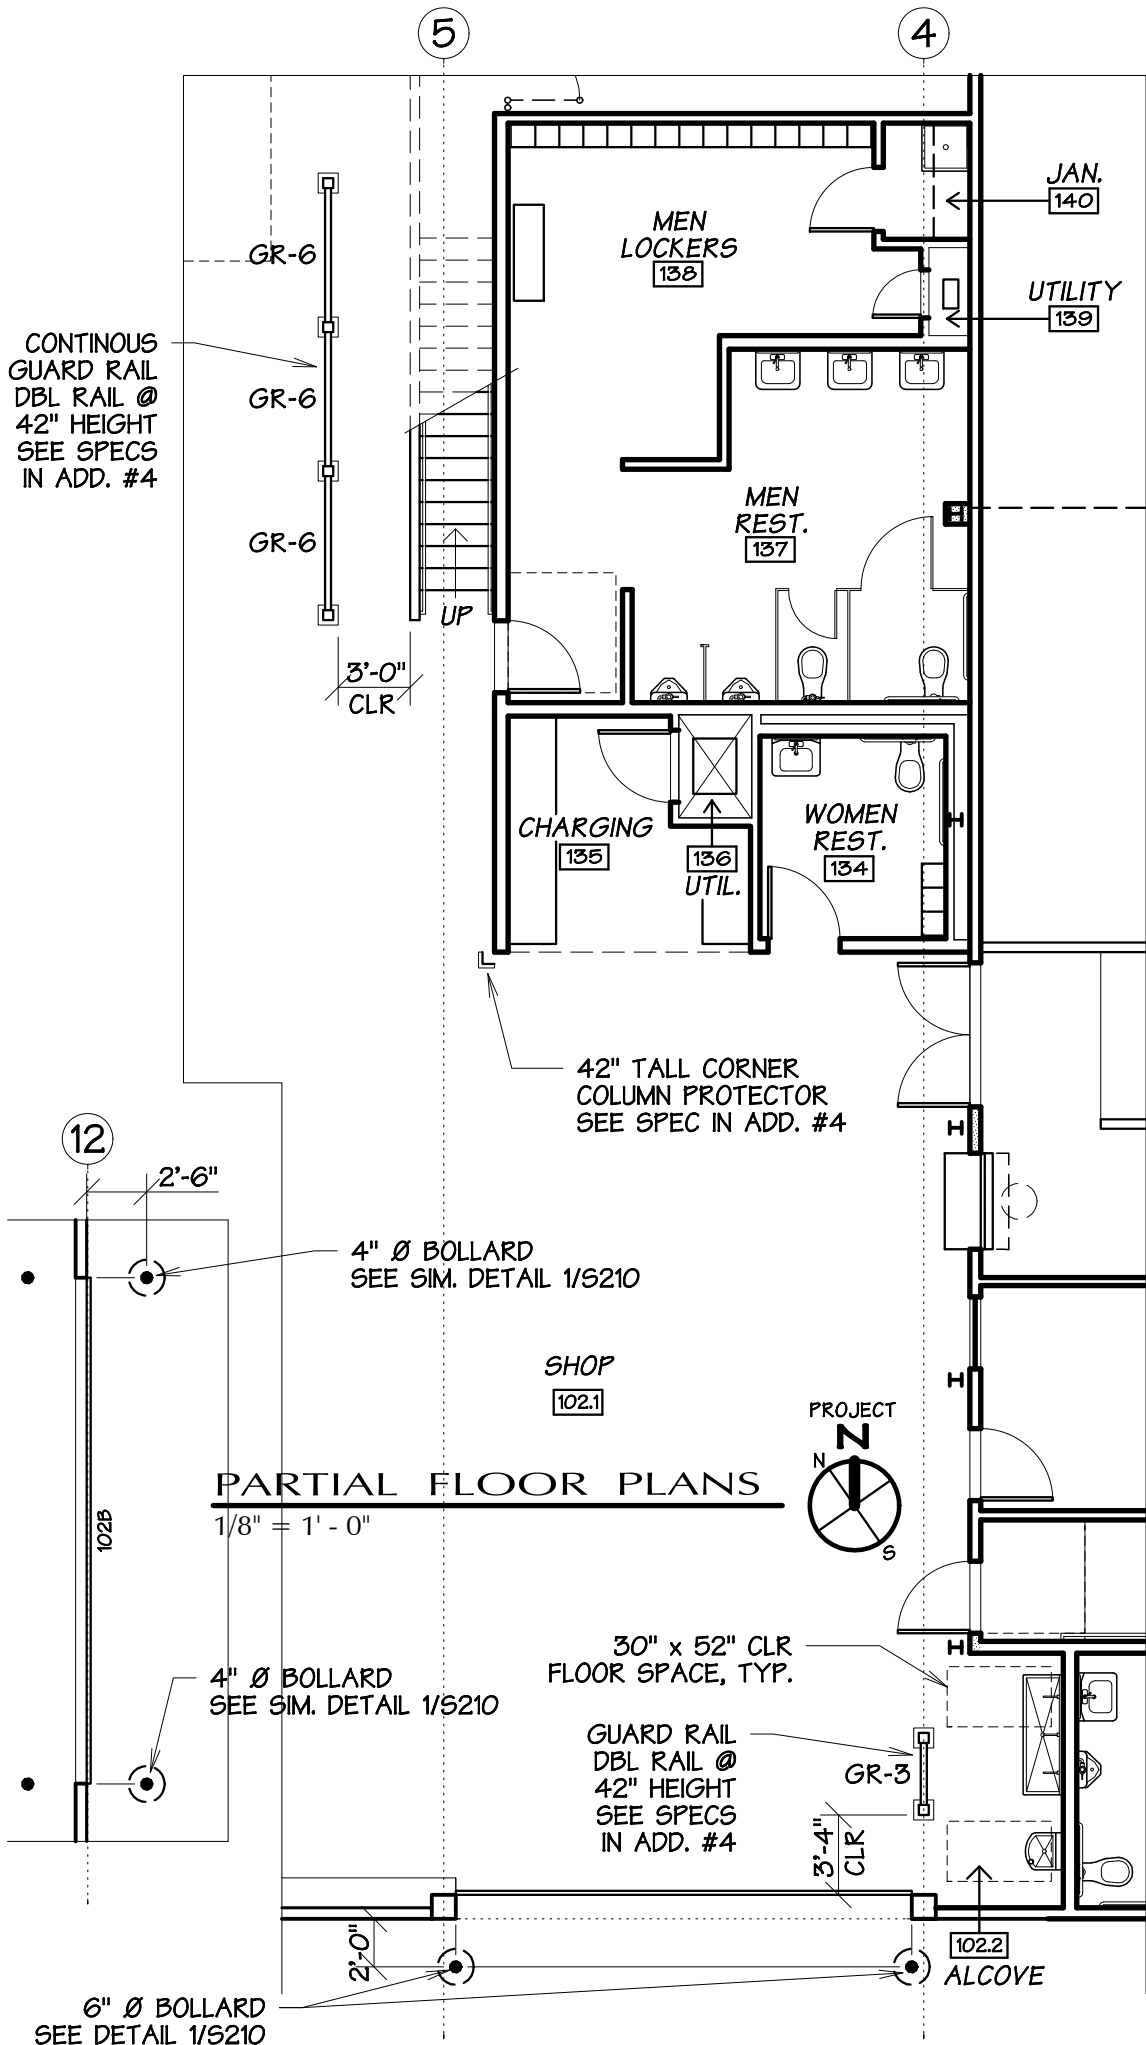 5
4
JAN.
140
MEN
LOCKERS
138
GR-6
UTILITY
139
CONTINOUS
GUARD RAIL
DBL RAIL @
42" HEIGHT
SEE SPECS
IN ADD. #4
GR-6
MEN
REST.
137
GR-6
UP
3'-0"
CLR
CHARGING
135
136
UTIL.
WOMEN
REST.
134
42" TALL CORNER
COLUMN PROTECTOR
SEE SPEC IN ADD. #4
12
2'-6"
4" Ø BOLLARD
SEE SIM. DETAIL 1/S210
SHOP
102.1
PROJECT
N
N
S
PARTIAL FLOOR PLANS
1/8" = 1' - 0"
102B
30" x 52" CLR
FLOOR SPACE, TYP.
4" Ø BOLLARD
SEE SIM. DETAIL 1/S210
GUARD RAIL
DBL RAIL @
42" HEIGHT
SEE SPECS
IN ADD. #4
GR-3
3'-4"
CLR
2'-0"
102.2
ALCOVE
6" Ø BOLLARD
SEE DETAIL 1/S210